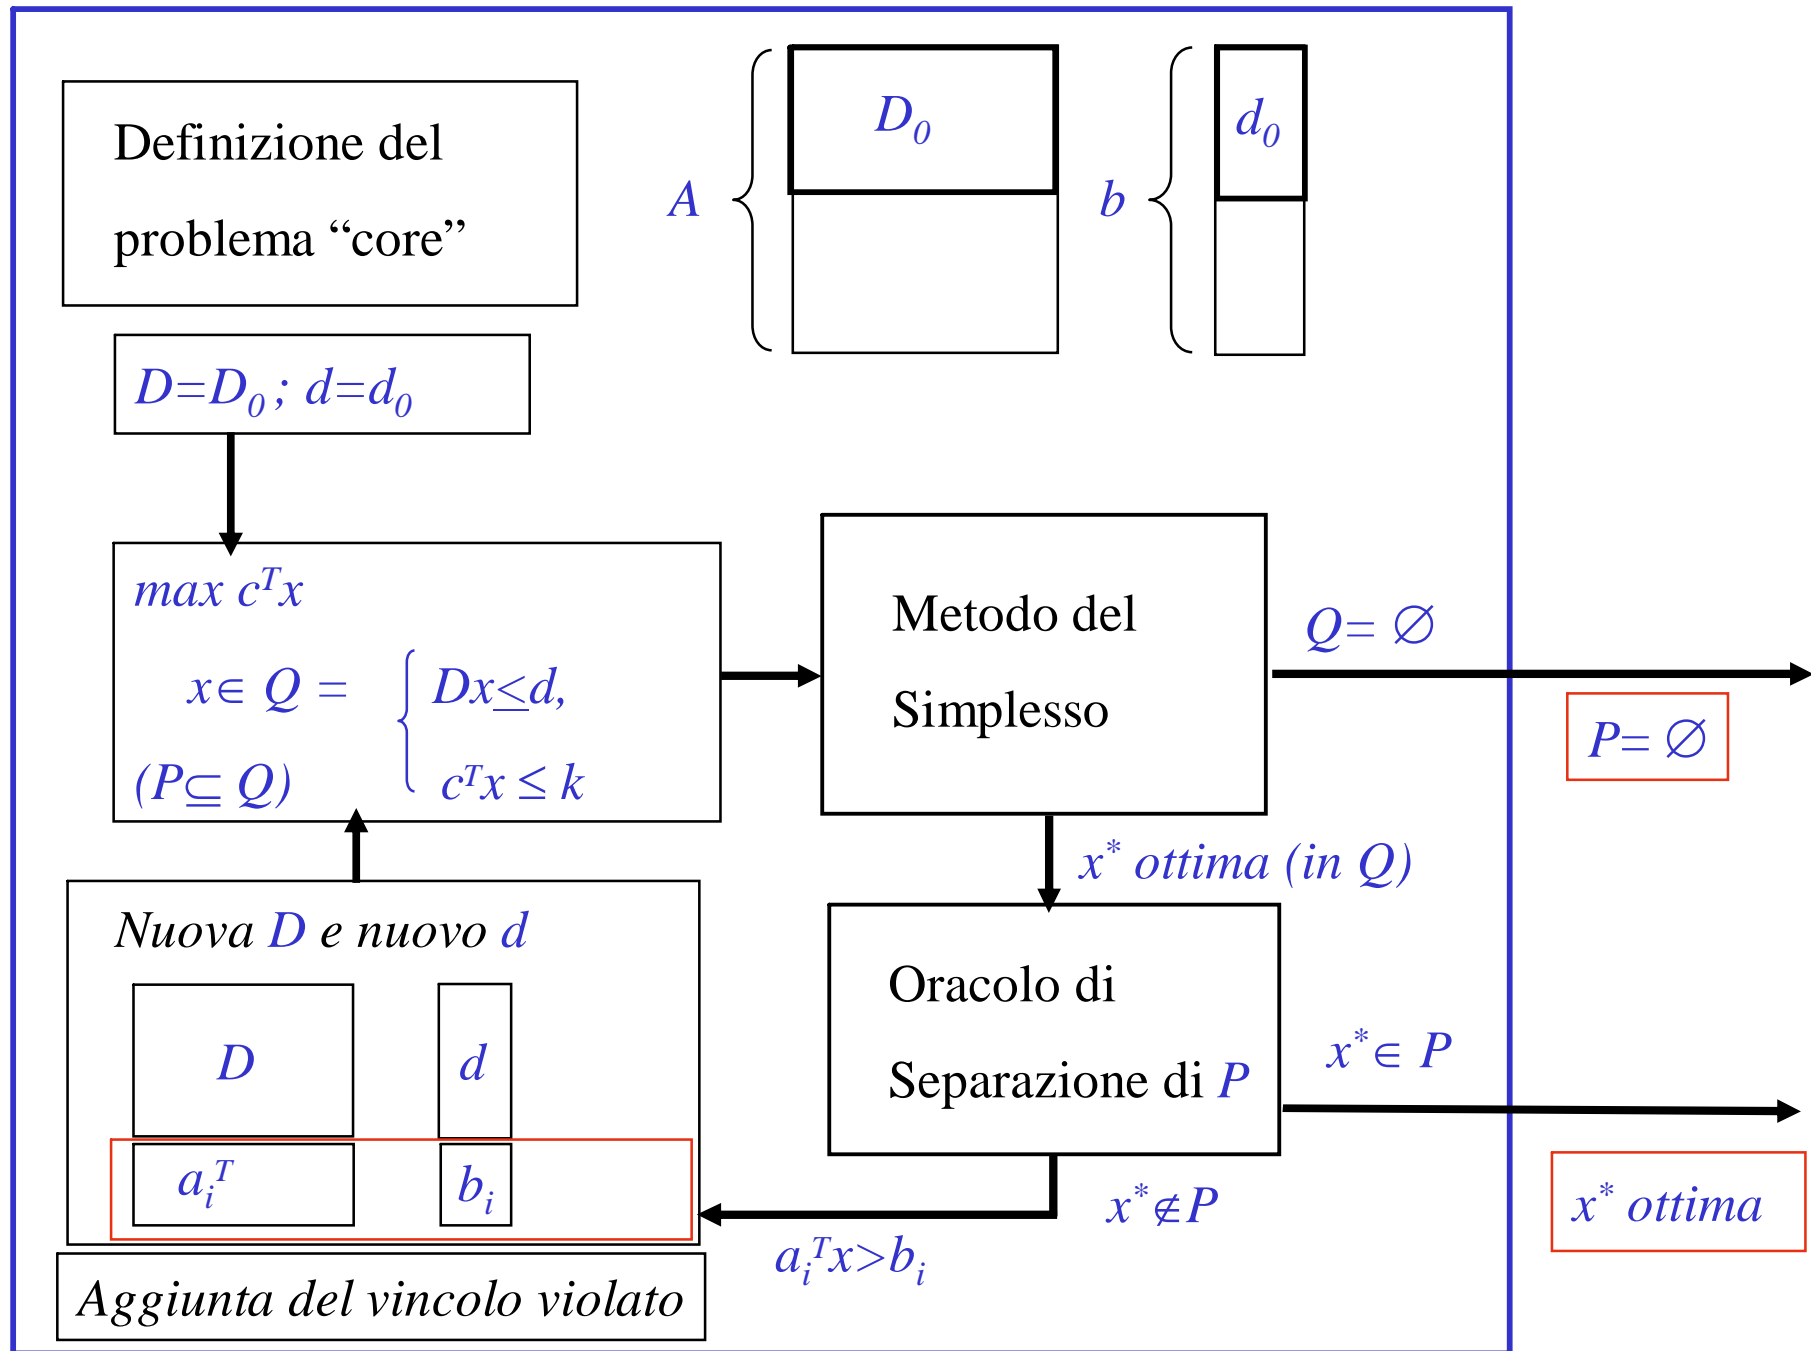 Definizione del
problema “core”
A
D₀
b
d₀
D=D₀ ; d=d₀
max cᵀx
x∈ Q =
Dx≤d,
(P⊆ Q)
cᵀx ≤ k
Metodo del
Simplesso
Q= ∅
P= ∅
x* ottima (in Q)
Nuova D e nuovo d
D
d
aᵢᵀ
bᵢ
Oracolo di
Separazione di P
x*∈ P
x* ottima
x*∉P
aᵢᵀx>bᵢ
Aggiunta del vincolo violato